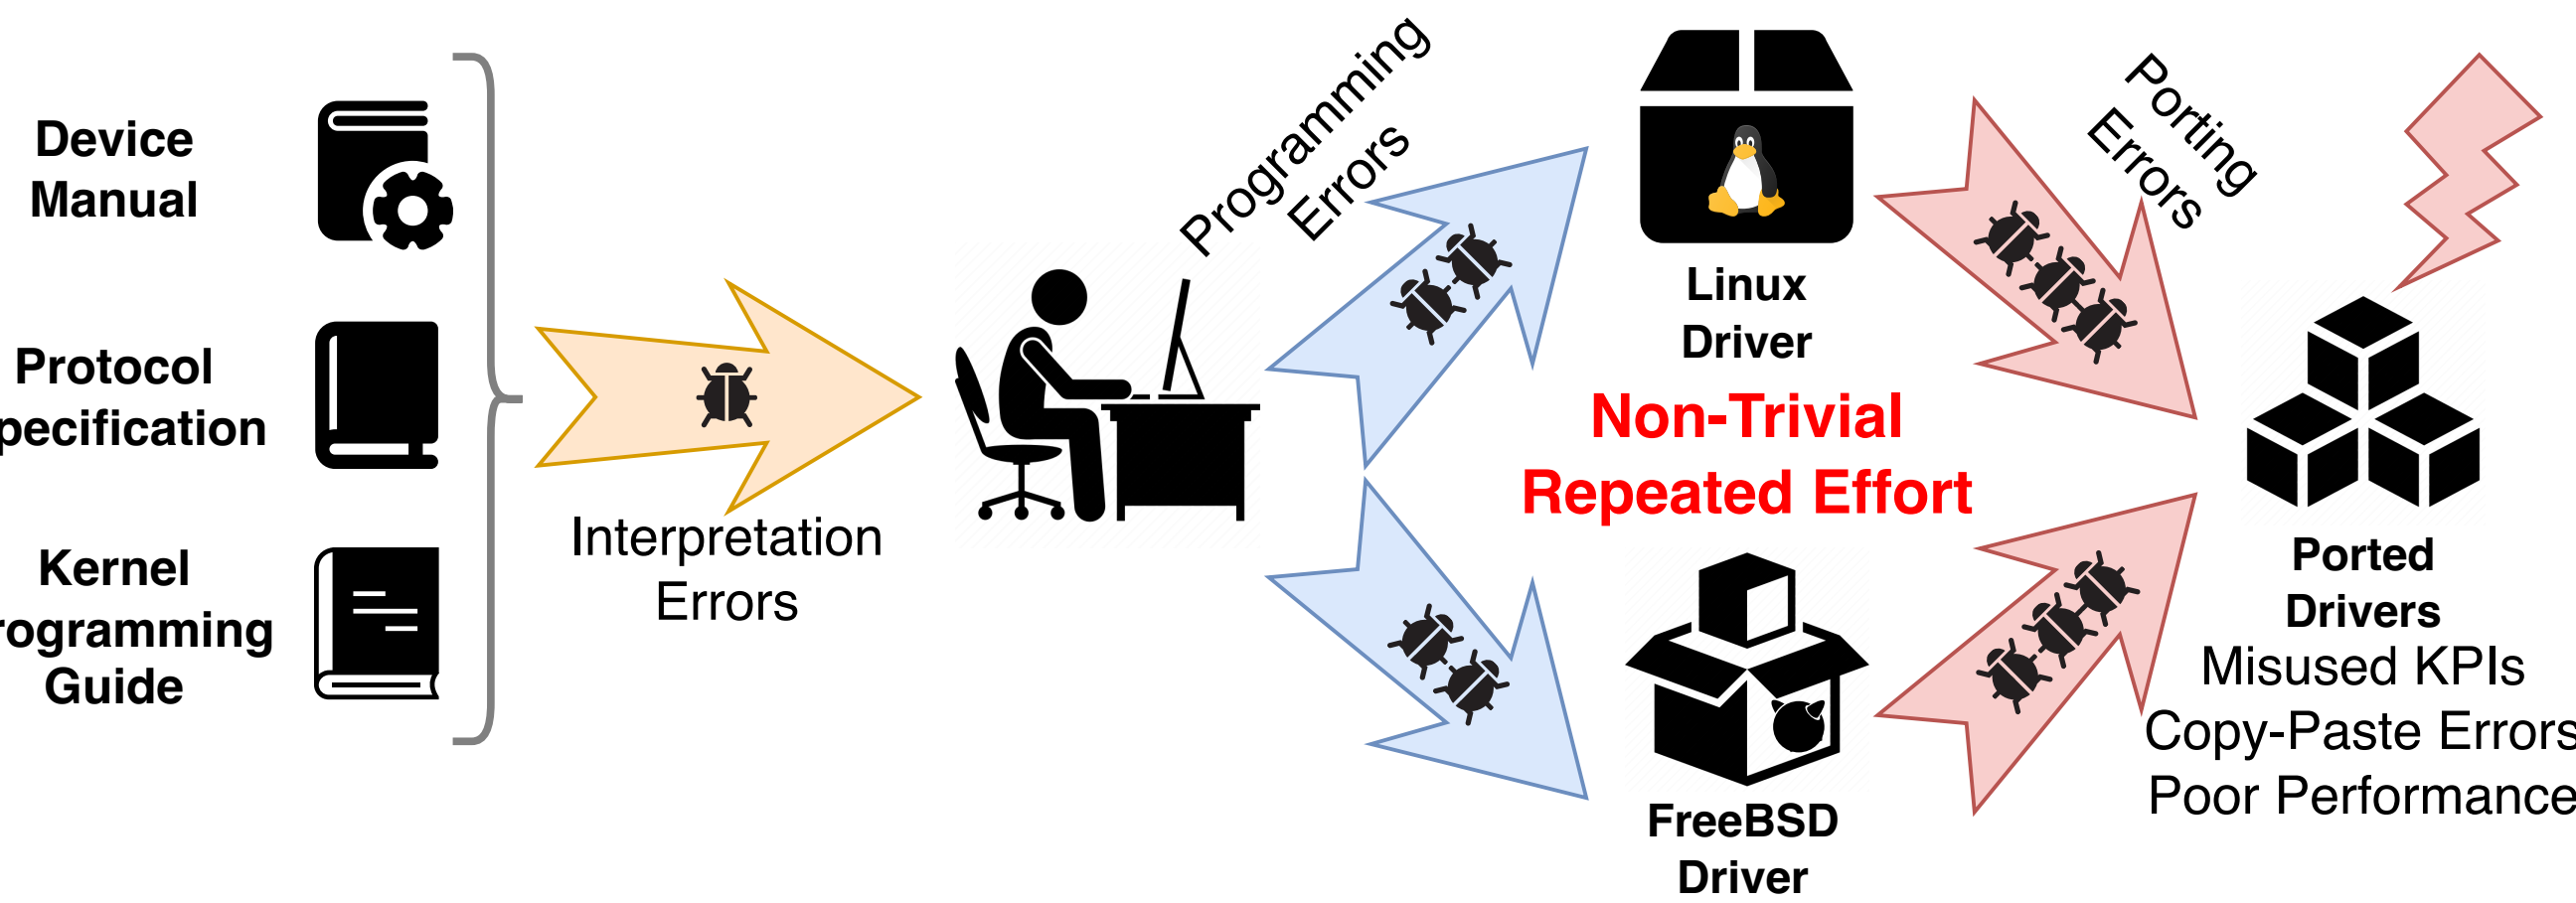 Device
Manual
Protocol
pecification
Kernel
rogramming
Guide
Interpretation
Errors
Programming
Errors
Linux
Driver
Non-Trivial
Repeated Effort
FreeBSD
Driver
Porting
Errors
Ported
Drivers
Misused KPIs
Copy-Paste Errors
Poor Performance